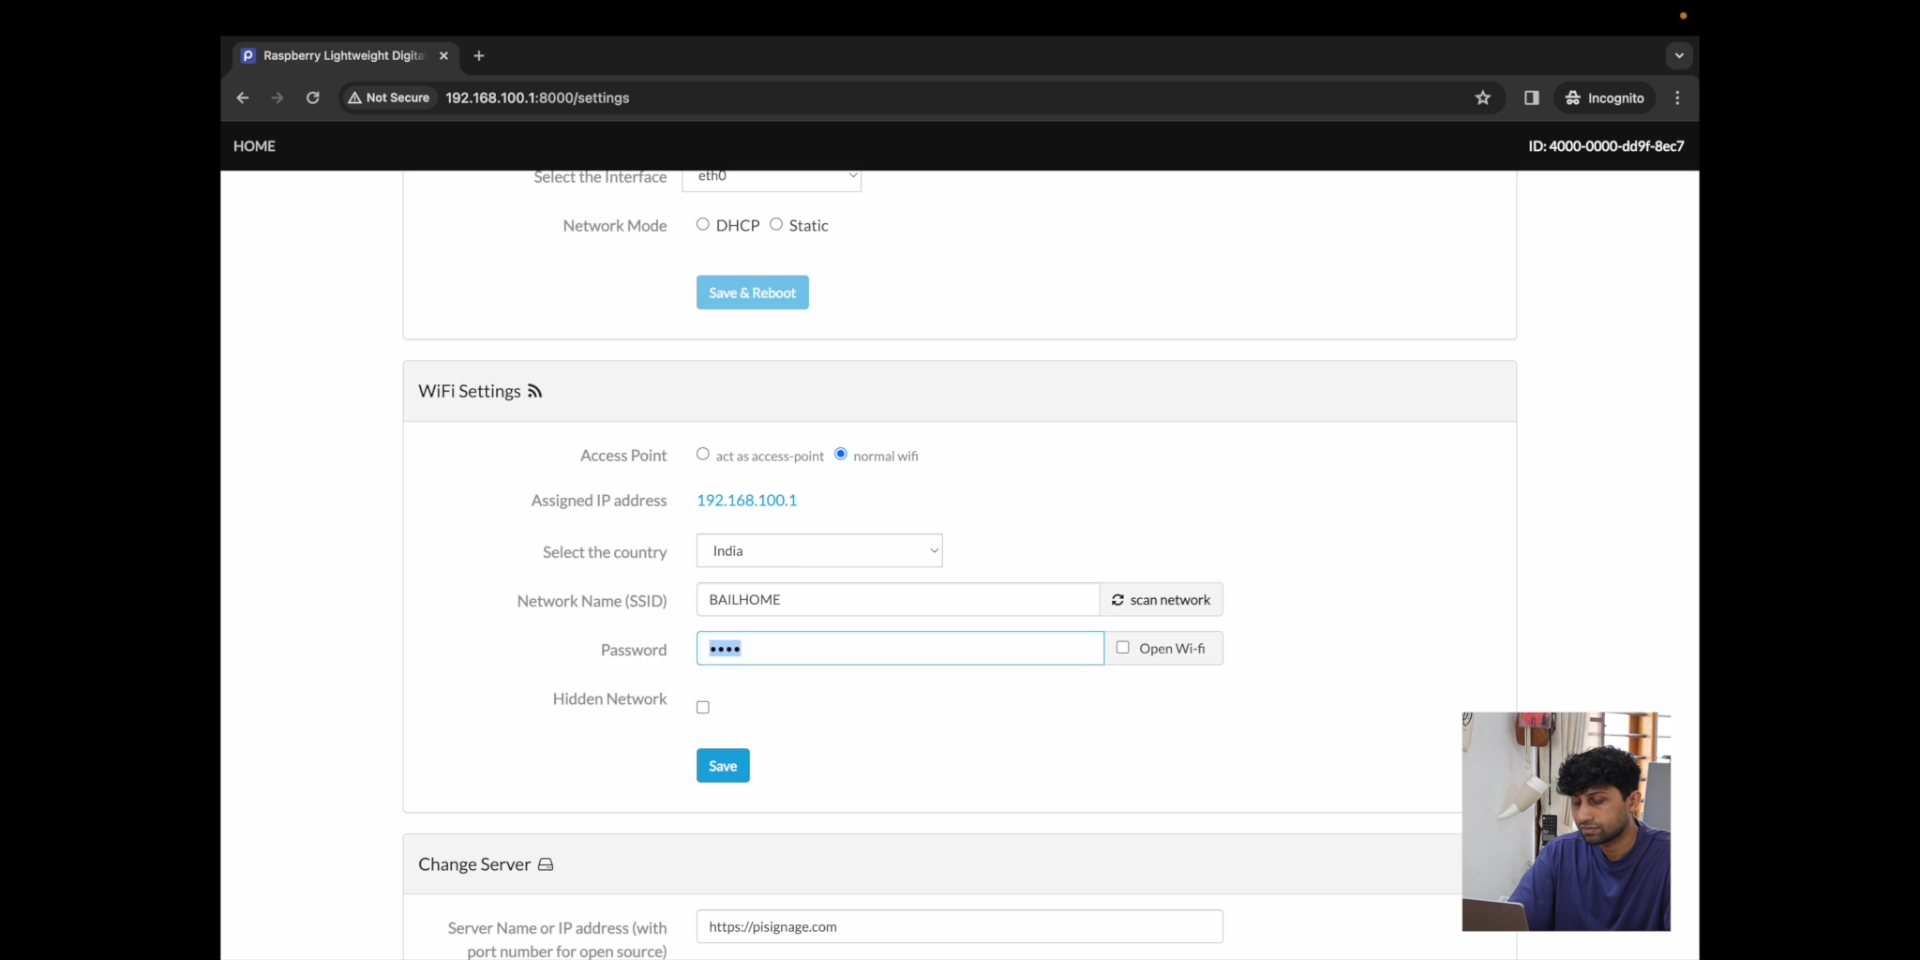 Raspberry Lightweight Digita
Not Secure 192.168.100.1:8000/settings Incognito
HOME ID: 4000-0000-dd9f-8ec7
Select the Interface eth0
Network Mode DHCP Static
Save & Reboot
WiFi Settings
Access Point act as access-point normal wifi
Assigned IP address 192.168.100.1
Select the country India
Network Name (SSID) BAILHOME scan network
Password •••• Open Wi-fi
Hidden Network
Save
Change Server
Server Name or IP address (with https://pisignage.com
port number for open source)